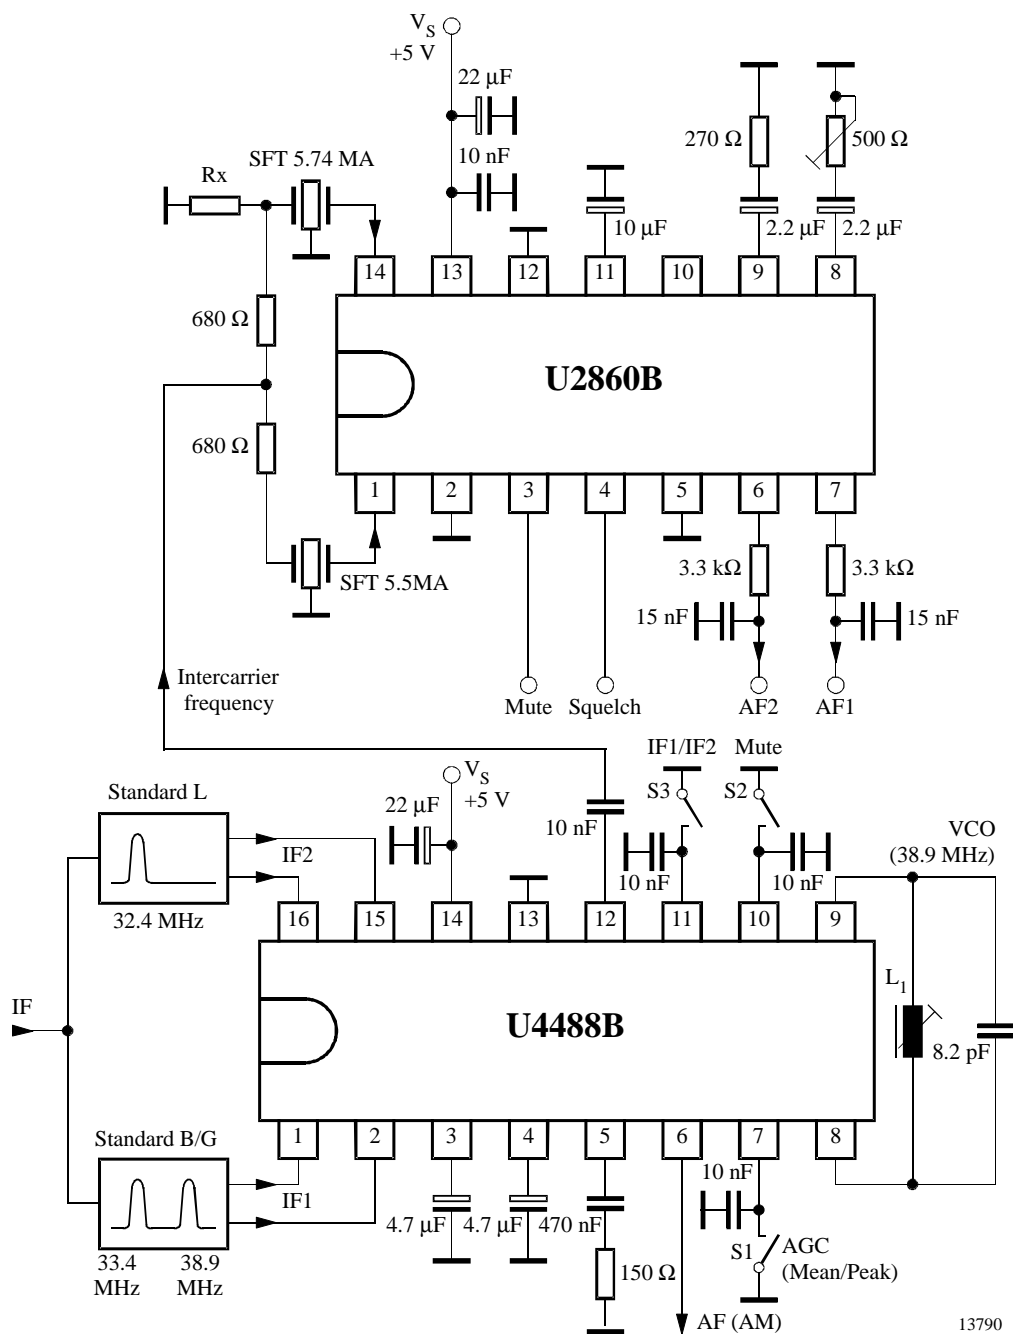 V_S
+5 V
22 µF
10 nF
270 Ω
500 Ω
SFT 5.74 MA
Rx
10 µF
2.2 µF
2.2 µF
14
13
12
11
10
9
8
680 Ω
U2860B
680 Ω
1
2
3
4
5
6
7
SFT 5.5MA
3.3 kΩ
3.3 kΩ
15 nF
15 nF
Intercarrier
frequency
Mute
Squelch
AF2
AF1
IF1/IF2
Mute
Standard L
V_S
+5 V
22 µF
S3
S2
10 nF
VCO
(38.9 MHz)
IF2
10 nF
10 nF
32.4 MHz
16
15
14
13
12
11
10
9
L_1
IF
U4488B
8.2 pF
Standard B/G
1
2
3
4
5
6
7
8
IF1
10 nF
4.7 µF
4.7 µF
470 nF
33.4
MHz
38.9
MHz
150 Ω
S1
AGC
(Mean/Peak)
AF (AM)
13790